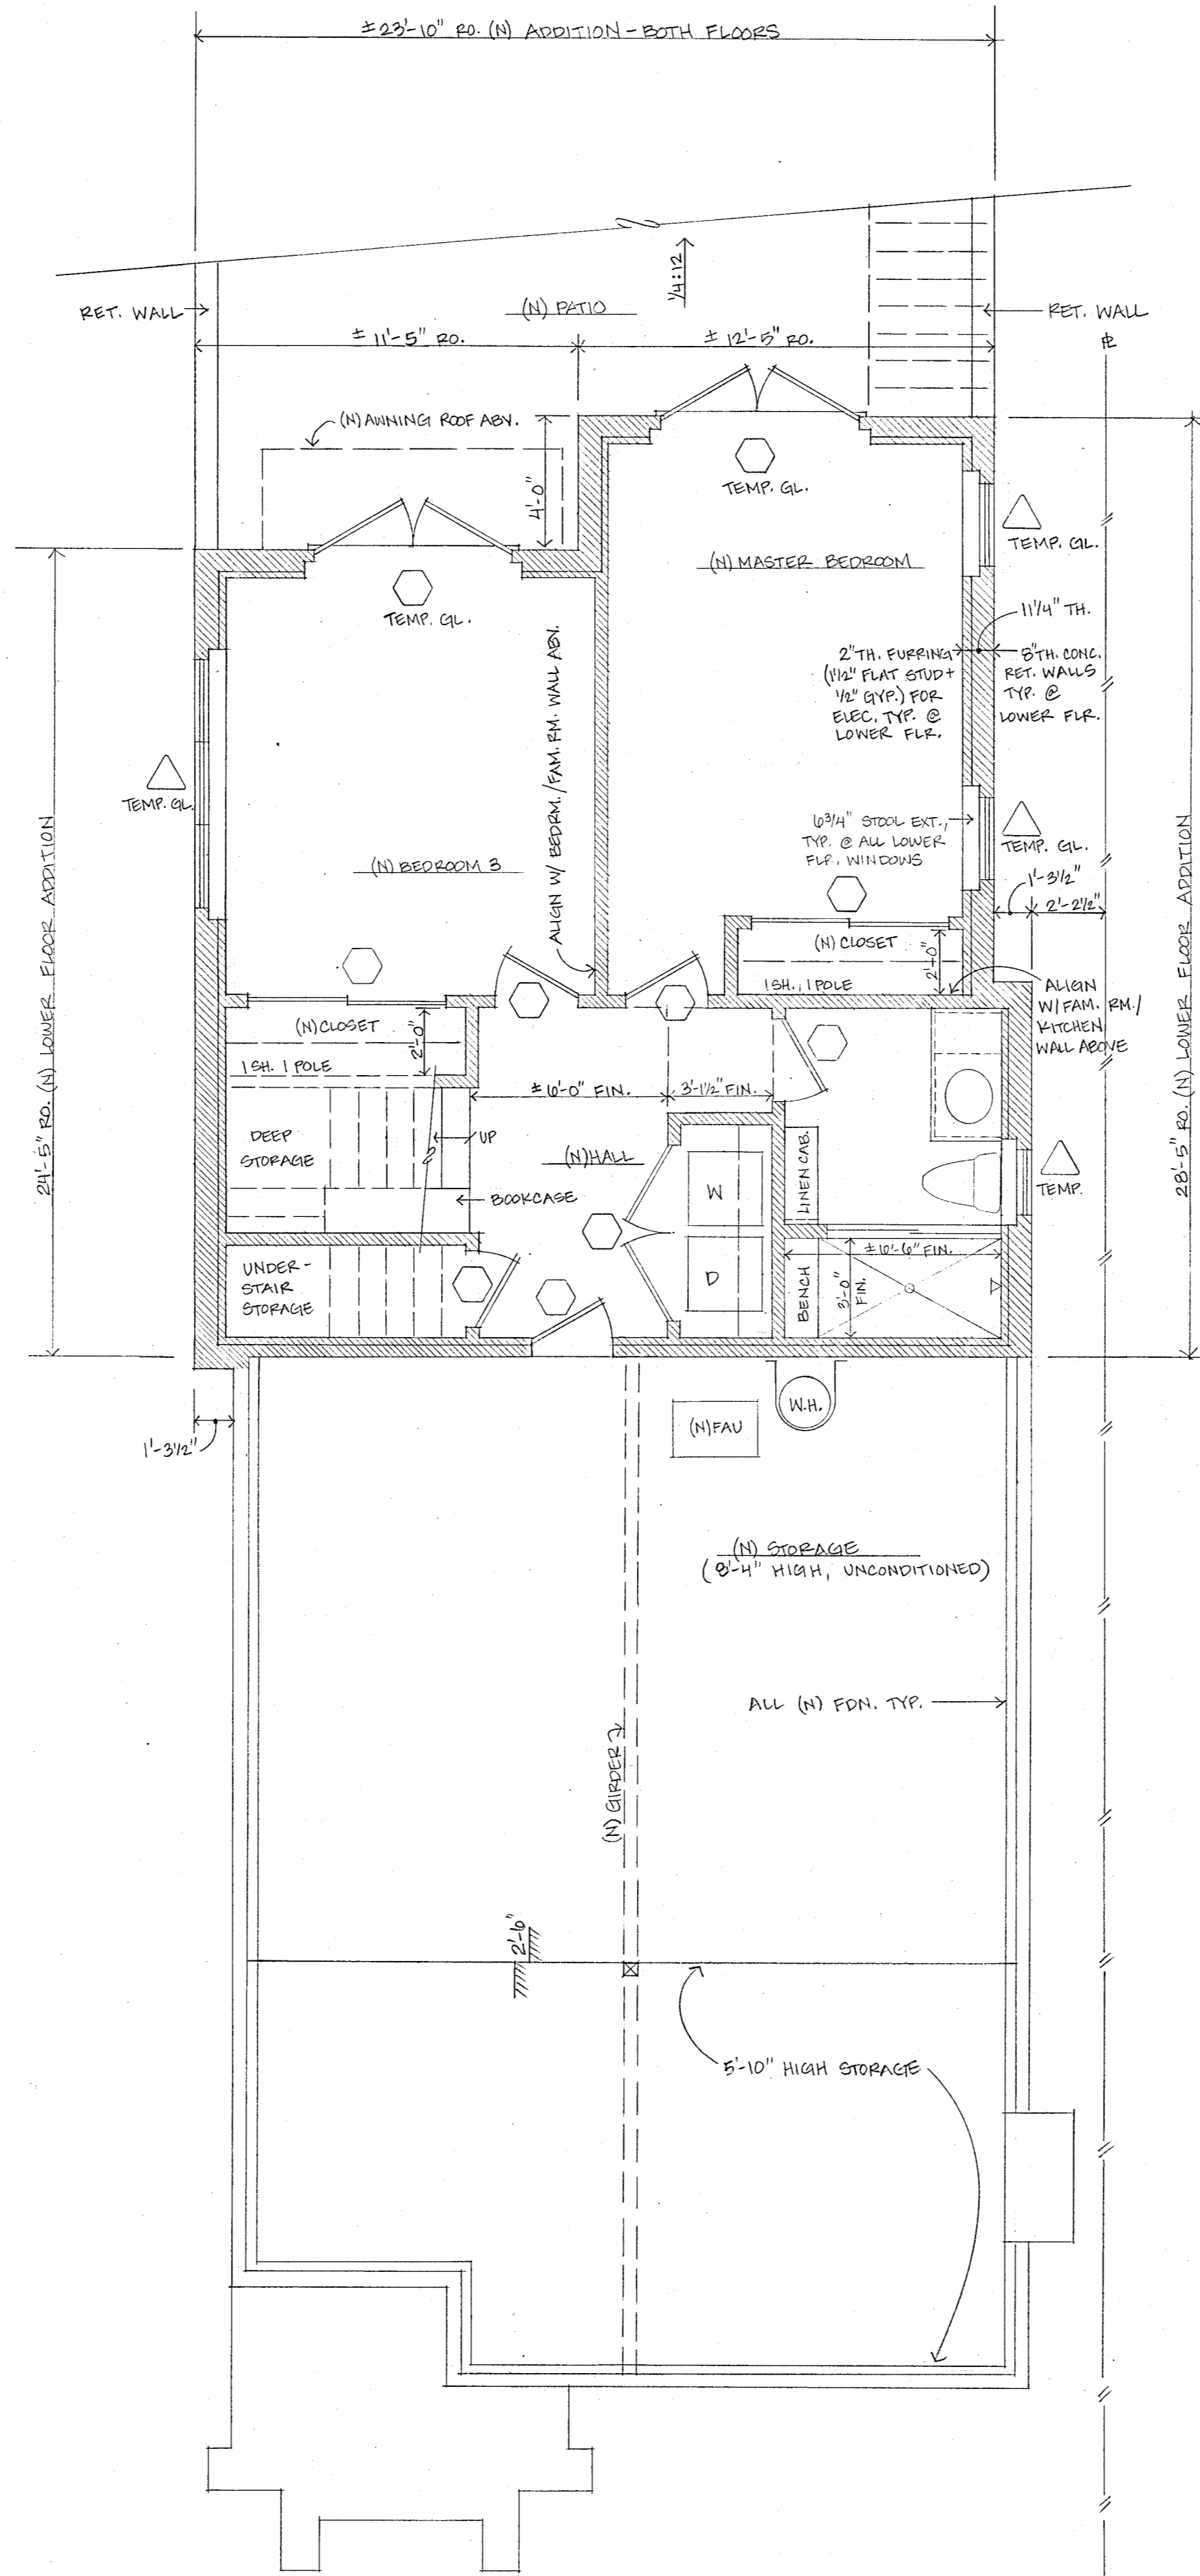 ±23'-10" RO. (N) ADDITION - BOTH FLOORS
1/4:12
RET. WALL
(N) PATIO
RET. WALL
± 11'-5" RO.
± 12'-5" RO.
PL
(N) AWNING ROOF ABV.
4'-0"
TEMP. GL.
TEMP. GL.
(N) MASTER BEDROOM
TEMP. GL.
11 1/4" TH.
2" TH. FURRING
(1 1/2" FLAT STUD +
1/2" GYP.) FOR
ELEC. TYP. @
LOWER FLR.
8" TH. CONC.
RET. WALLS
TYP. @
LOWER FLR.
ALIGN W/ BEDRM./FAM. RM. WALL ABV.
TEMP. GL.
6 3/4" STOOL EXT.,
TYP. @ ALL LOWER
FLR. WINDOWS
TEMP. GL.
(N) BEDROOM 3
1'-3 1/2"
2'-2 1/2"
24'-5" RO. (N) LOWER FLOOR ADDITION
28'-5" RO. (N) LOWER FLOOR ADDITION
(N) CLOSET
2'-0"
1 SH., 1 POLE
ALIGN
W/ FAM. RM./
KITCHEN
WALL ABOVE
(N) CLOSET
2'-0"
1 SH. 1 POLE
± 6'-0" FIN.
3'-1 1/2" FIN.
DEEP
STORAGE
UP
(N) HALL
BOOKCASE
W
LINEN CAB.
TEMP.
UNDER-
STAIR
STORAGE
D
BENCH
± 6'-6" FIN.
3'-0"
FIN.
1'-3 1/2"
(N) FAU
W.H.
(N) STORAGE
(8'-4" HIGH, UNCONDITIONED)
ALL (N) FDN. TYP.
(N) GIRDER
2'-6"
5'-10" HIGH STORAGE